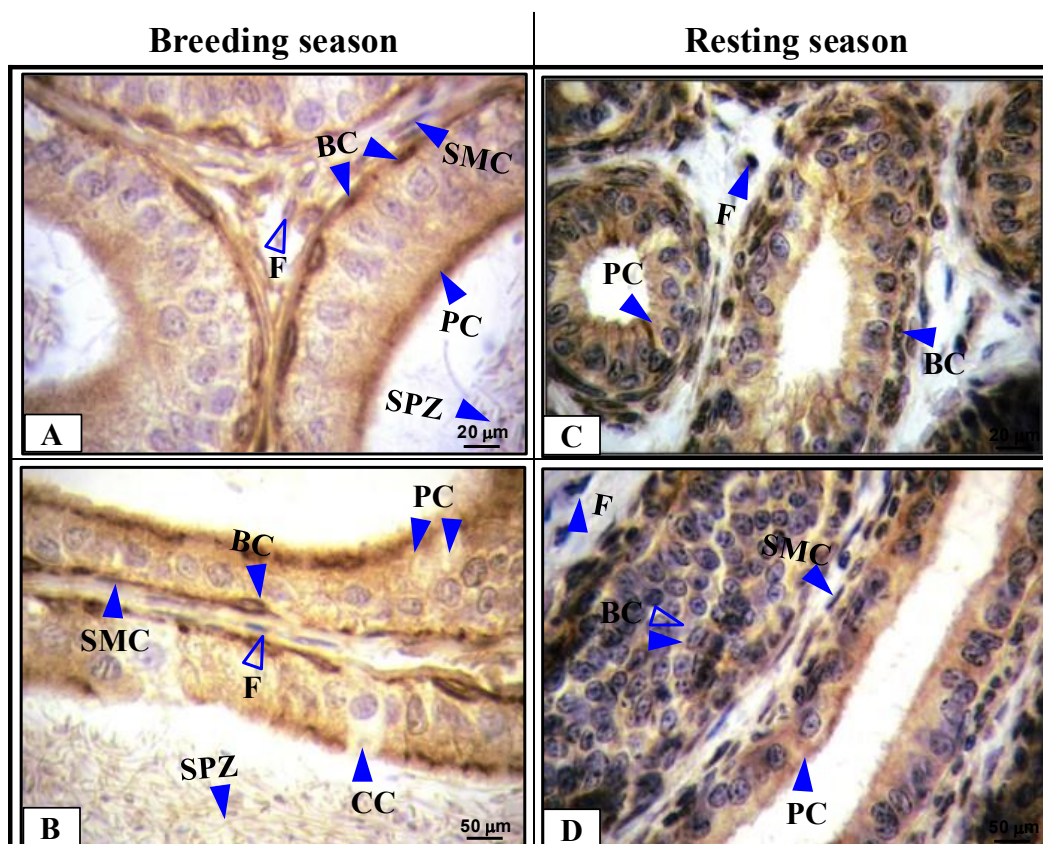 Breeding season
Resting season
BC
SMC
F
PC
SPZ
A
20 µm
F
PC
BC
C
20 µm
PC
BC
SMC
F
SPZ
CC
B
50 µm
F
SMC
BC
PC
D
50 µm